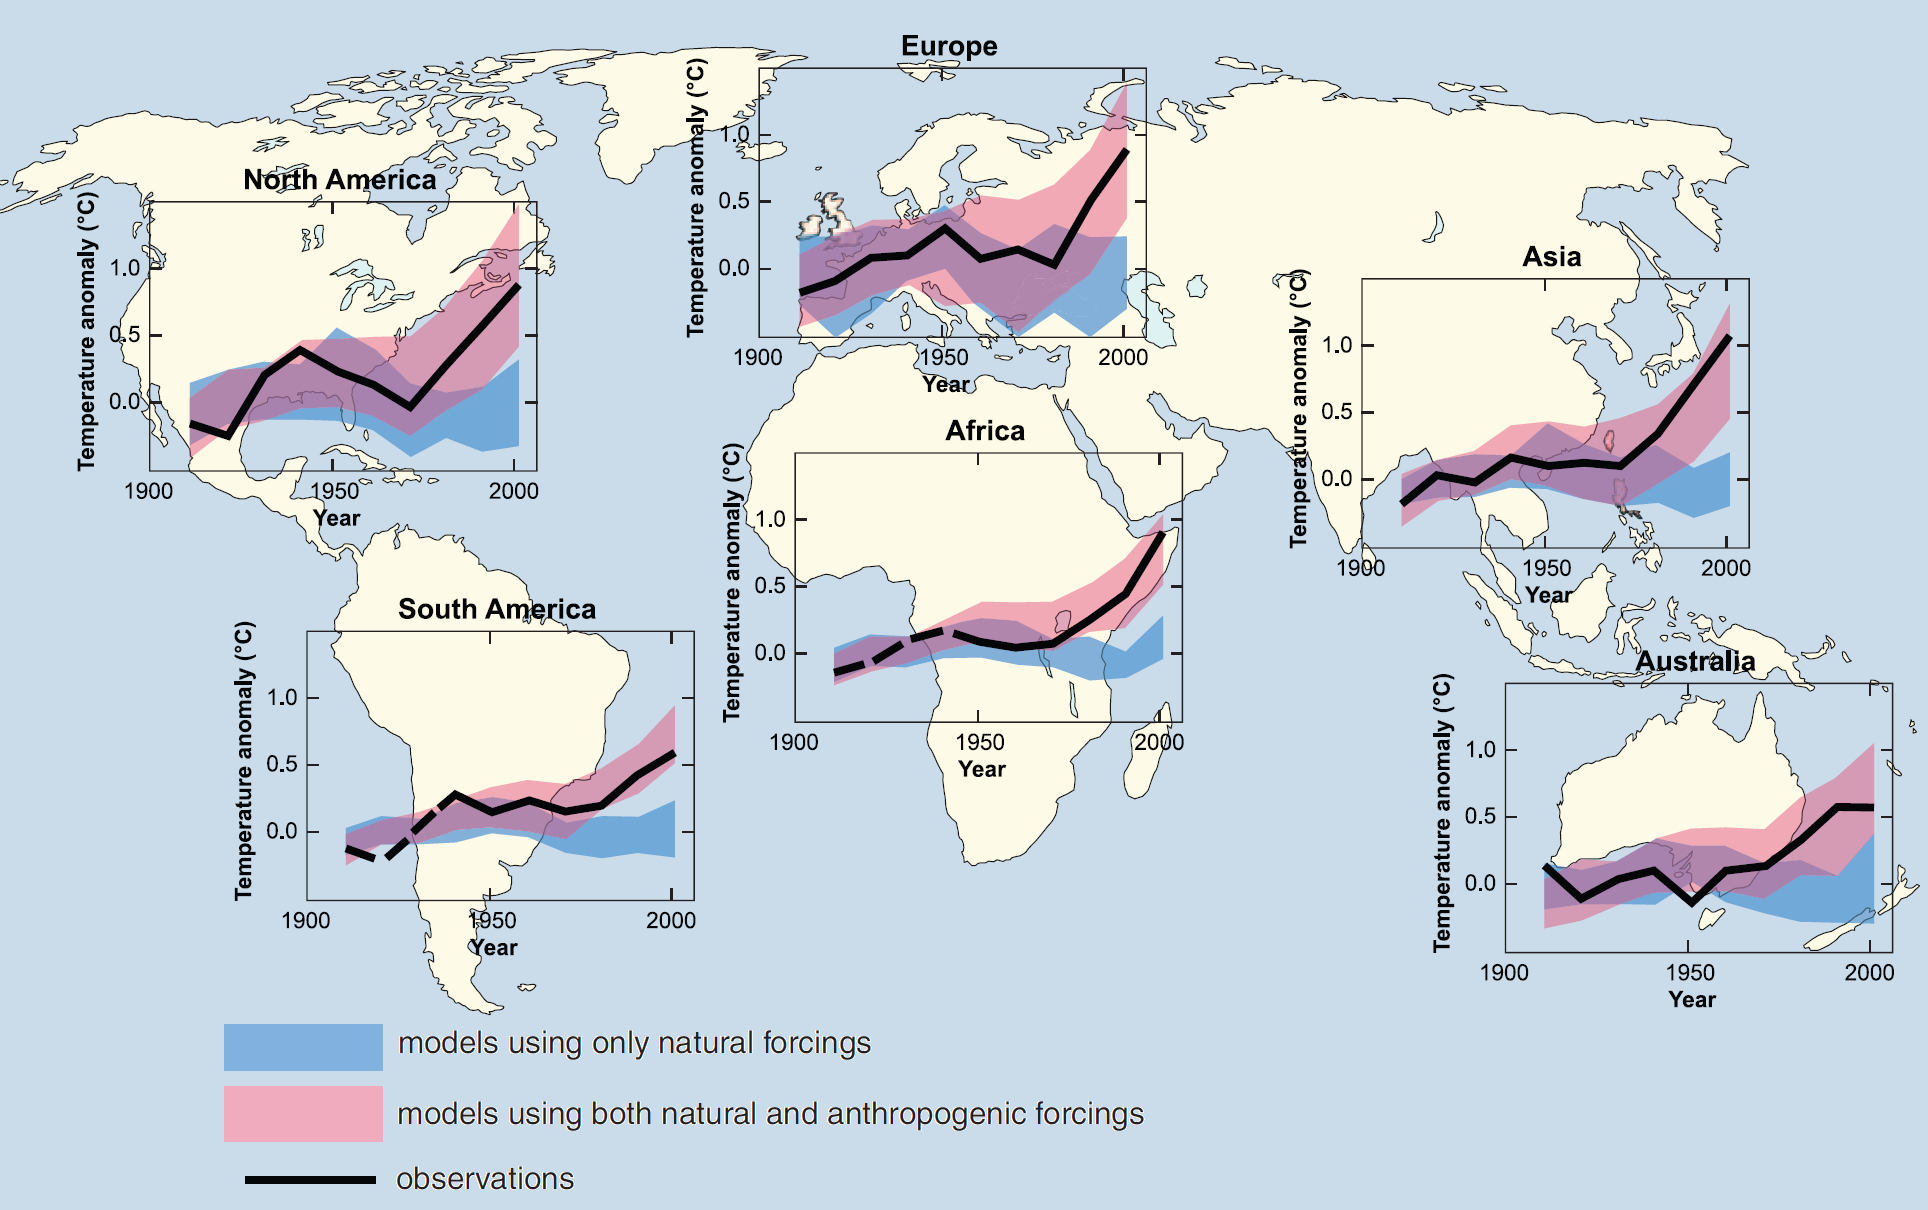 Europe
Temperature anomaly (°C)
1.0
0.5
0.0
1900
1950
2000
Year
North America
Temperature anomaly (°C)
1.0
0.5
0.0
1900
1950
2000
Year
Asia
Temperature anomaly (°C)
1.0
0.5
0.0
1900
1950
2000
Year
Africa
Temperature anomaly (°C)
1.0
0.5
0.0
1900
1950
2000
Year
South America
Temperature anomaly (°C)
1.0
0.5
0.0
1900
1950
2000
Year
Australia
Temperature anomaly (°C)
1.0
0.5
0.0
1900
1950
2000
Year
models using only natural forcings
models using both natural and anthropogenic forcings
observations